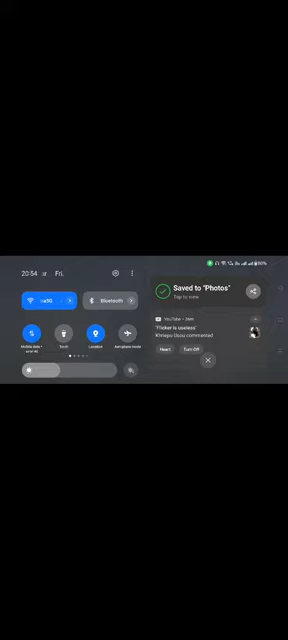 20:54
Fri,
80%
Bluetooth
Saved to "Photos"
Tap to view
YouTube •
"Flicker is useless"
commented
Heart
Turn Off
Torch
Location
Aeroplane mode